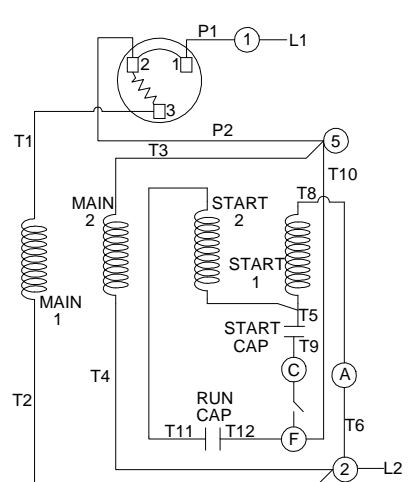 P1
1
L1
2
1
3
T1
P2
5
T3
T10
MAIN
2
START
2
T8
START
1
MAIN
1
T5
START
CAP
T9
T4
C
A
T2
RUN
CAP
T11
T12
F
T6
2
L2